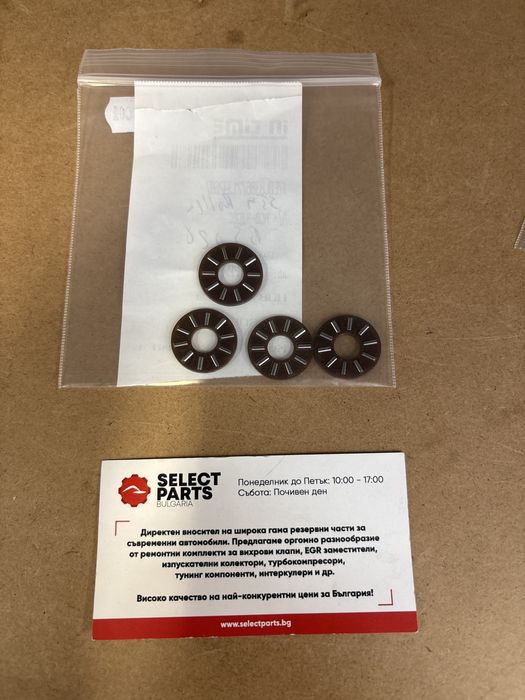 in time
SELECT
PARTS
BULGARIA
Понеделник до Петък: 10:00 - 17:00
Събота: Почивен ден
Директен вносител на широка гама резервни части за
съвременни автомобили. Предлагаме огромно разнообразие
от ремонтни комплекти за вихрови клапи, EGR заместители,
изпускателни колектори, турбокомпресори,
тунинг компоненти, интеркулери и др.
Високо качество на най-конкурентни цени за България!
www.selectparts.bg